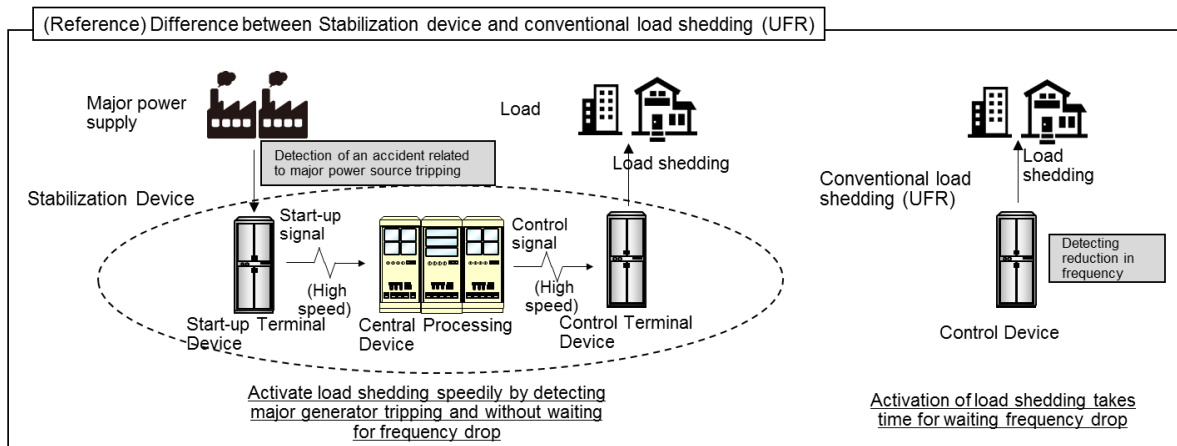 (Reference) Difference between Stabilization device and conventional load shedding (UFR)
Major power
supply
Detection of an accident related
to major power source tripping
Load
Load shedding
Stabilization Device
Start-up
signal
(High
speed)
Control
signal
(High
speed)
Start-up Terminal
Device
Central Processing
Device
Control Terminal
Device
Activate load shedding speedily by detecting
major generator tripping and without waiting
for frequency drop
Load
shedding
Conventional load
shedding (UFR)
Detecting
reduction in
frequency
Control Device
Activation of load shedding takes
time for waiting frequency drop